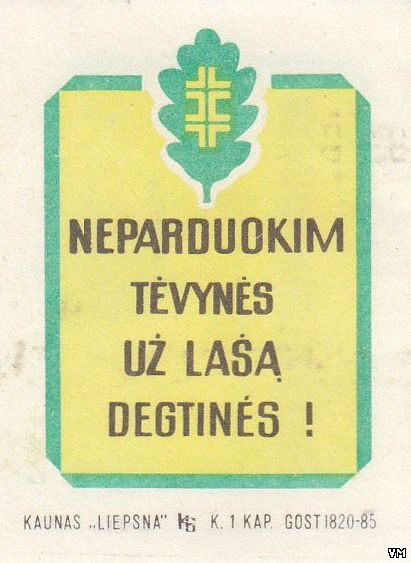 NEPARDUOKIM
TĖVYNĖS
UŽ LAŠĄ
DEGTINĖS !
KAUNAS „LIEPSNA" K. 1 KAP. GOST 1820-85
VM